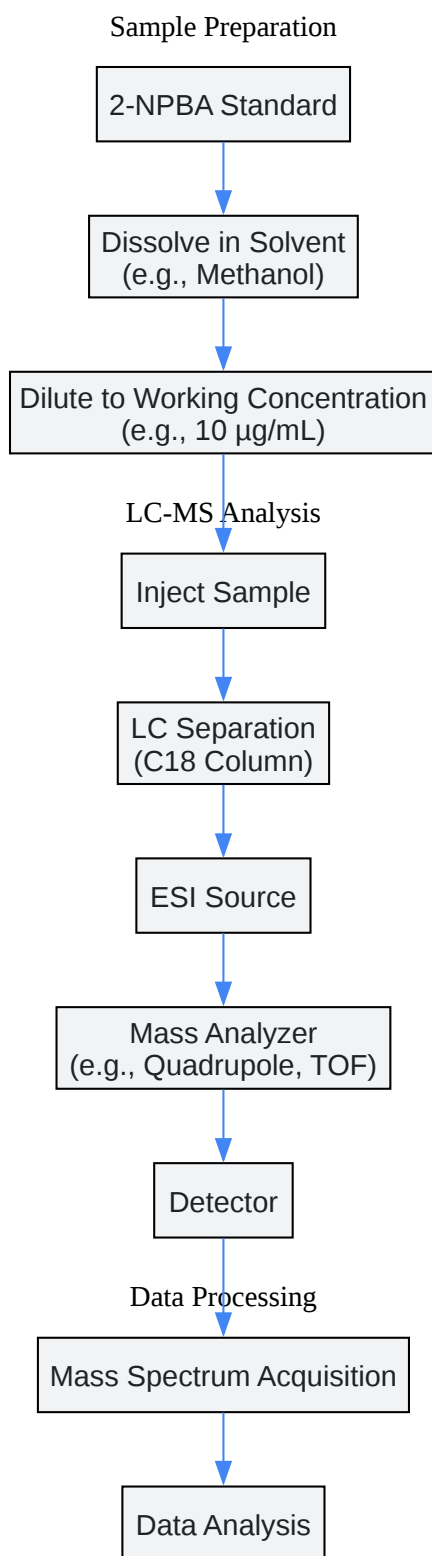 Sample Preparation
2-NPBA Standard
Dissolve in Solvent
(e.g., Methanol)
Dilute to Working Concentration
(e.g., 10 µg/mL)
LC-MS Analysis
Inject Sample
LC Separation
(C18 Column)
ESI Source
Mass Analyzer
(e.g., Quadrupole, TOF)
Detector
Data Processing
Mass Spectrum Acquisition
Data Analysis